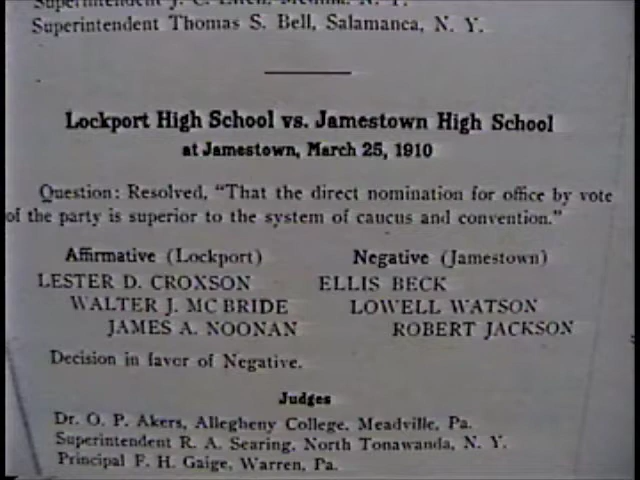 Superintendent Thomas S. Bell, Salamanca, N. Y.
Lockport High School vs. Jamestown High School
at Jamestown, March 25, 1910
Question: Resolved, "That the direct nomination for office by vote
of the party is superior to the system of caucus and convention."
Affirmative (Lockport) Negative (Jamestown)
LESTER D. CROXSON ELLIS BECK
WALTER J. MC BRIDE LOWELL WATSON
JAMES A. NOONAN ROBERT JACKSON
Decision in favor of Negative.
Judges
Dr. O. P. Akers, Allegheny College, Meadville, Pa.
Superintendent R. A. Searing, North Tonawanda, N. Y.
Principal F. H. Gaige, Warren, Pa.